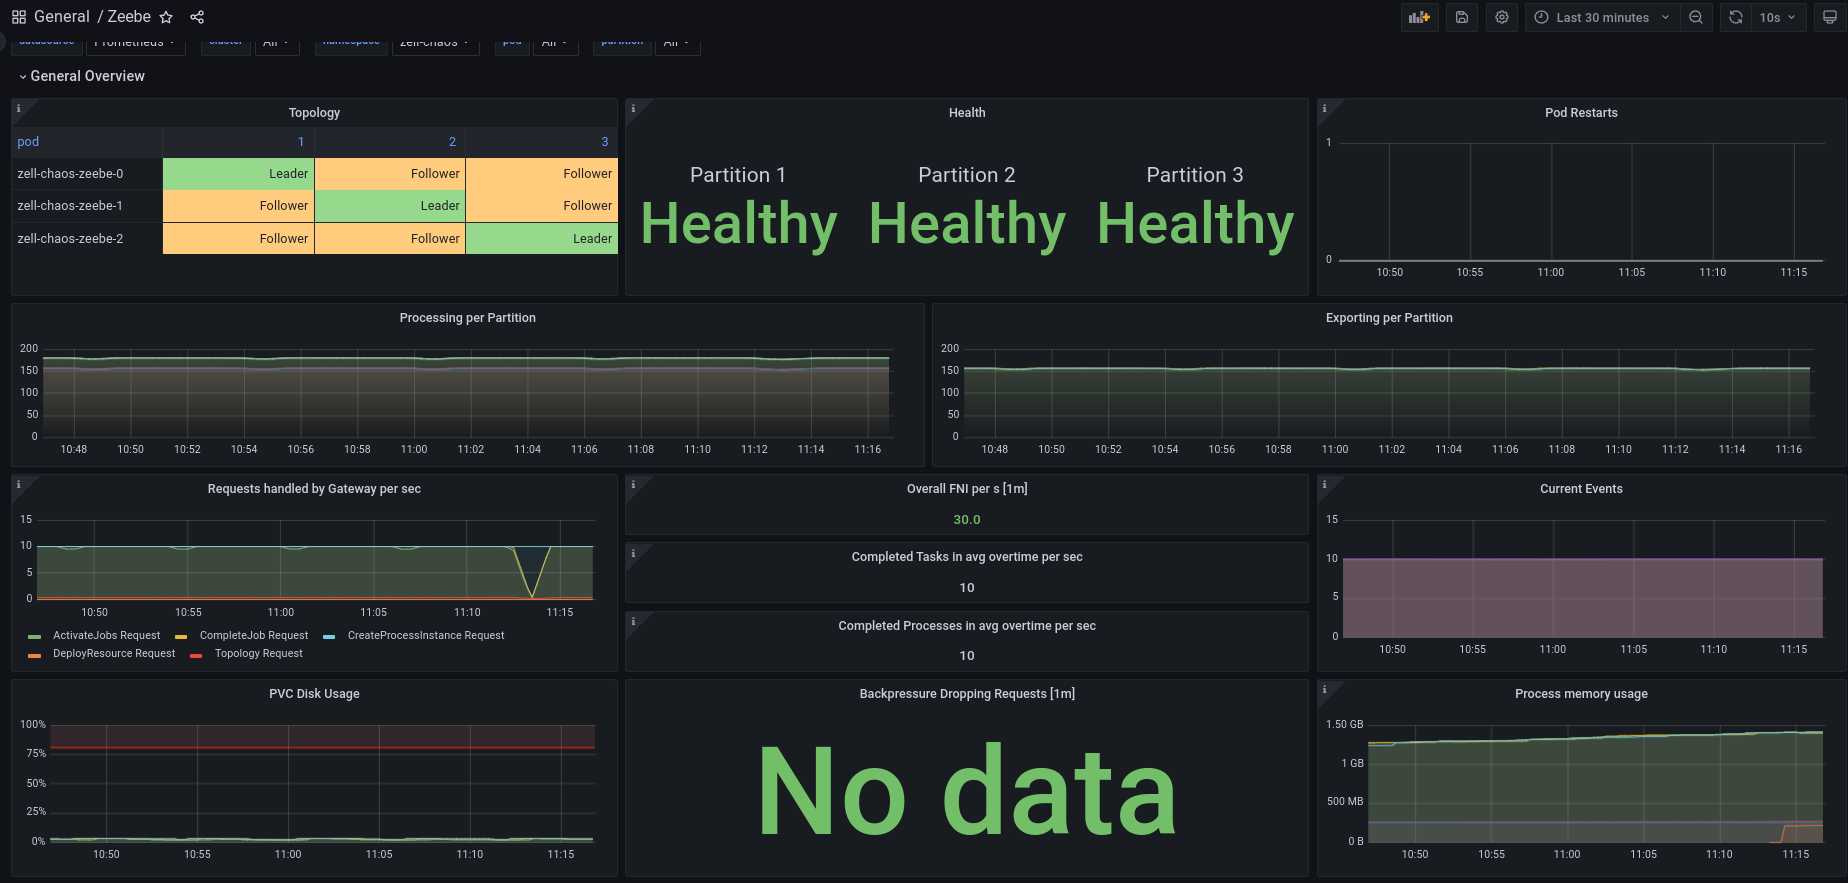 General / Zeebe
Last 30 minutes
10s
datasource Prometheus cluster All namespace zell-chaos pod All partition All
General Overview
Topology
pod 1 2 3
zell-chaos-zeebe-0 Leader Follower Follower
zell-chaos-zeebe-1 Follower Leader Follower
zell-chaos-zeebe-2 Follower Follower Leader
Health
Partition 1 Partition 2 Partition 3
Healthy Healthy Healthy
Pod Restarts
1
0
10:50 10:55 11:00 11:05 11:10 11:15
Processing per Partition
200
150
100
50
0
10:48 10:50 10:52 10:54 10:56 10:58 11:00 11:02 11:04 11:06 11:08 11:10 11:12 11:14 11:16
Exporting per Partition
200
150
100
50
0
10:48 10:50 10:52 10:54 10:56 10:58 11:00 11:02 11:04 11:06 11:08 11:10 11:12 11:14 11:16
Requests handled by Gateway per sec
15
10
5
0
10:50 10:55 11:00 11:05 11:10 11:15
ActivateJobs Request CompleteJob Request CreateProcessInstance Request
DeployResource Request Topology Request
Overall FNI per s [1m]
30.0
Completed Tasks in avg overtime per sec
10
Completed Processes in avg overtime per sec
10
Current Events
15
10
5
0
10:50 10:55 11:00 11:05 11:10 11:15
PVC Disk Usage
100%
75%
50%
25%
0%
10:50 10:55 11:00 11:05 11:10 11:15
Backpressure Dropping Requests [1m]
No data
Process memory usage
1.50 GB
1 GB
500 MB
0 B
10:50 10:55 11:00 11:05 11:10 11:15